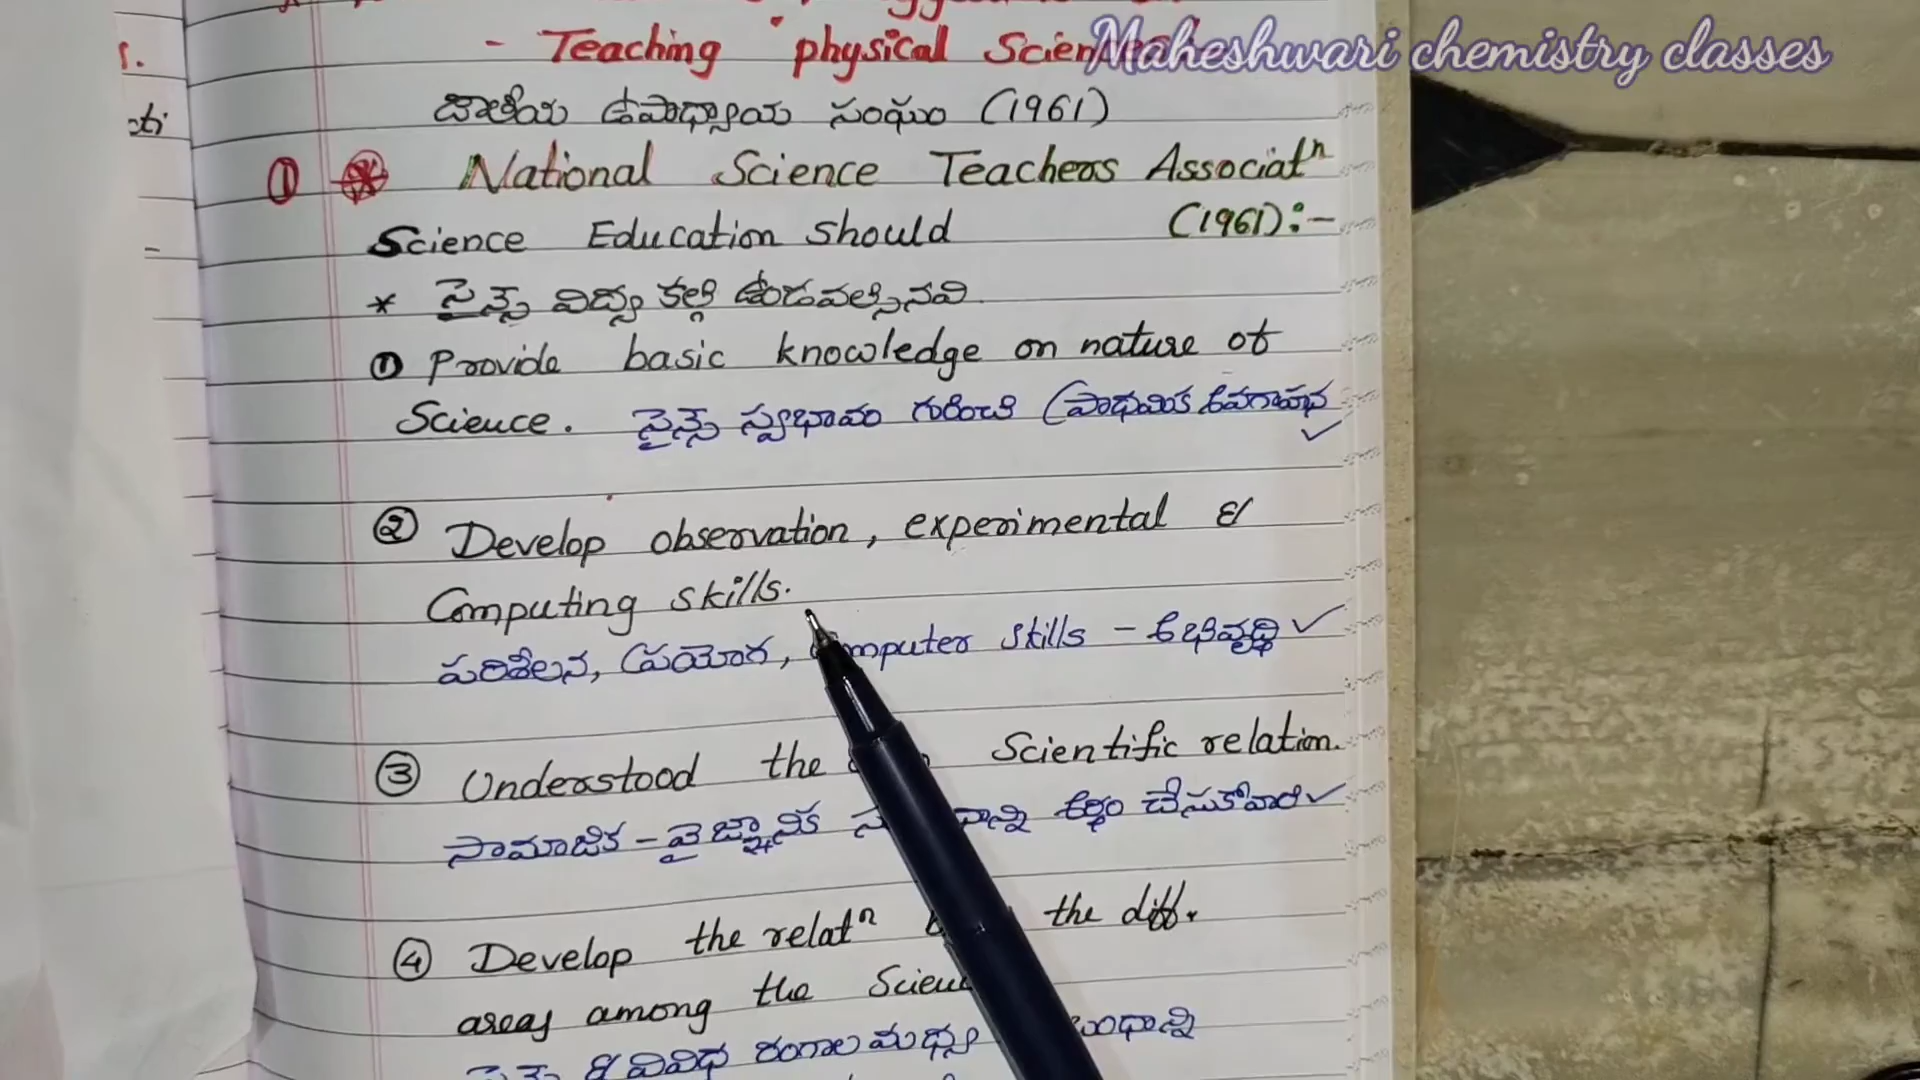 - Teaching physical Sciences
Maheshwari chemistry classes
జాతీయ ఉపాధ్యాయ సంఘం (1961)
① National Science Teachers Associatⁿ
(1961):-
Science Education should
* సైన్స్ విద్య కల్గి ఉండవల్సినవి
① Provide basic knowledge on nature of
Science. సైన్స్ స్వభావం గురించి ప్రాధమిక అవగాహన ✓
② Develop observation, experimental &
Computing skills.
పరిశీలన, ప్రయోగ, Computer skills - అభివృద్ధి ✓
③ Understood the Scientific relation.
సామాజిక - వైజ్ఞానిక అర్థం చేసుకోవాలి ✓
④ Develop the relatⁿ the diff.
areas among the
సైన్స్ & వివిధ రంగాల మధ్య